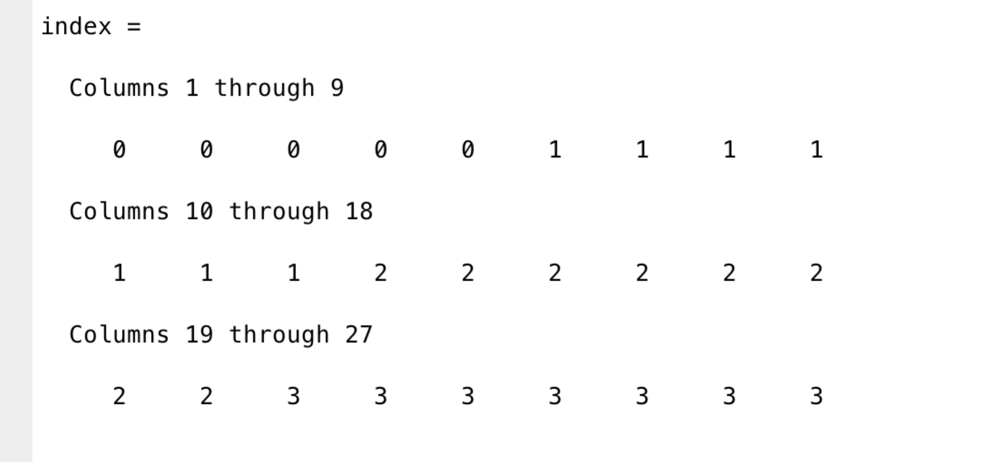 index =
Columns 1 through 9
0 0 0 0 0 1 1 1 1
Columns 10 through 18
1 1 1 2 2 2 2 2 2
Columns 19 through 27
2 2 3 3 3 3 3 3 3